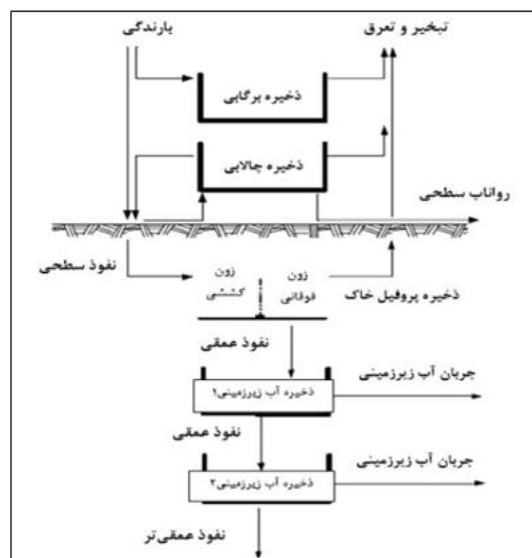 بارندگی
تبخیر و تعرق
ذخیره برگابی
ذخیره چالابی
رواناب سطحی
نفوذ سطحی
زون کششی
زون فوقانی
ذخیره پروفیل خاک
نفوذ عمقی
جریان آب زیرزمینی
ذخیره آب زیرزمینی۱
نفوذ عمقی
جریان آب زیرزمینی
ذخیره آب زیرزمینی۲
نفوذ عمقی‌تر